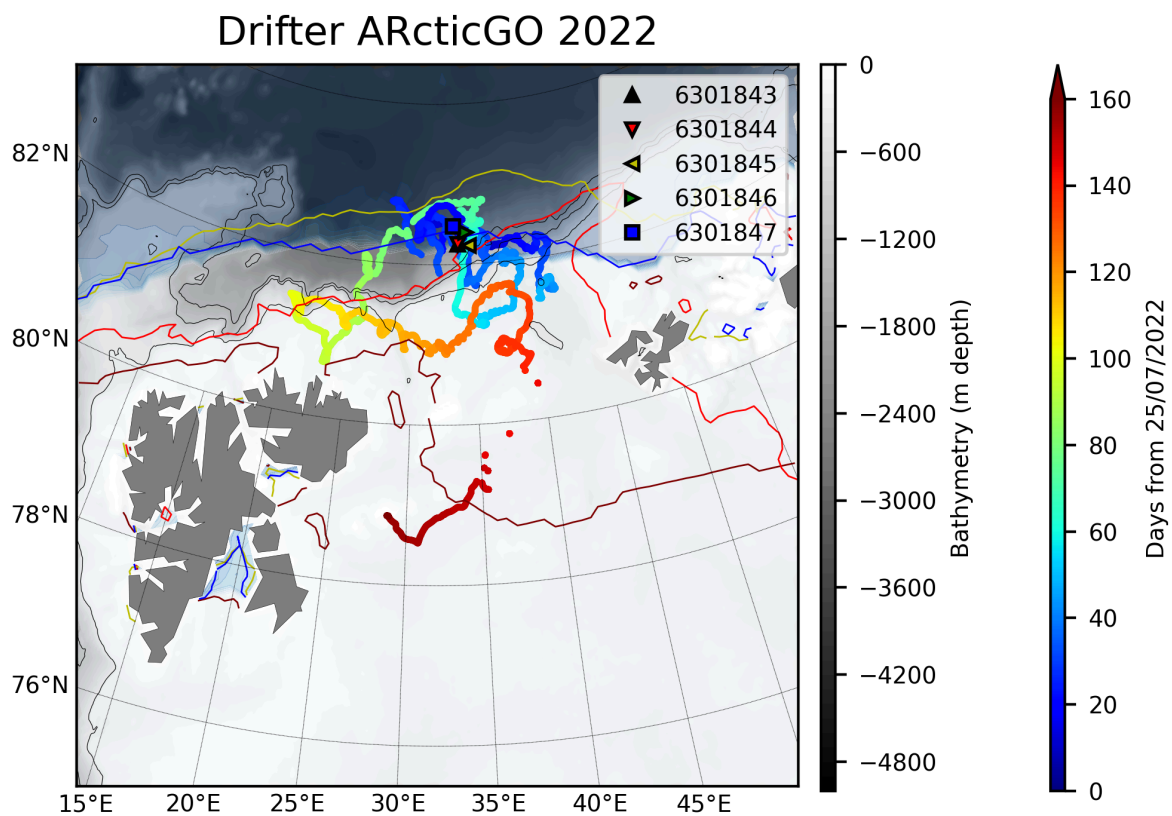 Drifter ARcticGO 2022
6301843
6301844
6301845
6301846
6301847
82°N
80°N
78°N
76°N
15°E
20°E
25°E
30°E
35°E
40°E
45°E
0
−600
−1200
−1800
−2400
−3000
−3600
−4200
−4800
Bathymetry (m depth)
160
140
120
100
80
60
40
20
0
Days from 25/07/2022